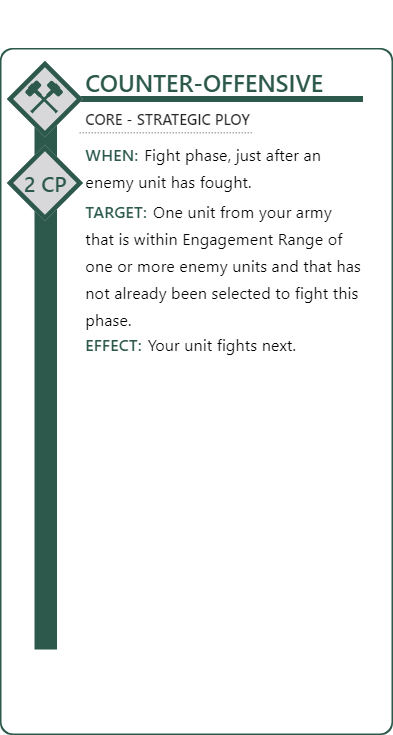 COUNTER-OFFENSIVE
CORE - STRATEGIC PLOY
2 CP
WHEN: Fight phase, just after an
enemy unit has fought.
TARGET: One unit from your army
that is within Engagement Range of
one or more enemy units and that has
not already been selected to fight this
phase.
EFFECT: Your unit fights next.